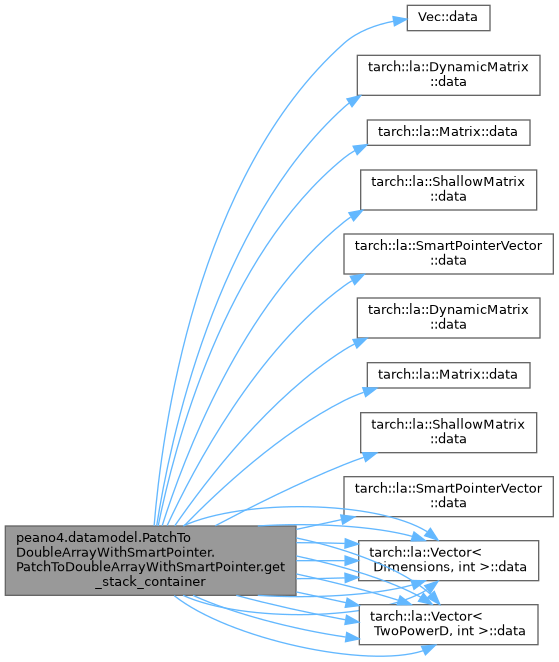 Vec::data
tarch::la::DynamicMatrix
::data
tarch::la::Matrix::data
tarch::la::ShallowMatrix
::data
tarch::la::SmartPointerVector
::data
tarch::la::DynamicMatrix
::data
tarch::la::Matrix::data
tarch::la::ShallowMatrix
::data
tarch::la::SmartPointerVector
::data
peano4.datamodel.PatchTo
DoubleArrayWithSmartPointer.
PatchToDoubleArrayWithSmartPointer.get
_stack_container
tarch::la::Vector<
Dimensions, int >::data
tarch::la::Vector<
TwoPowerD, int >::data